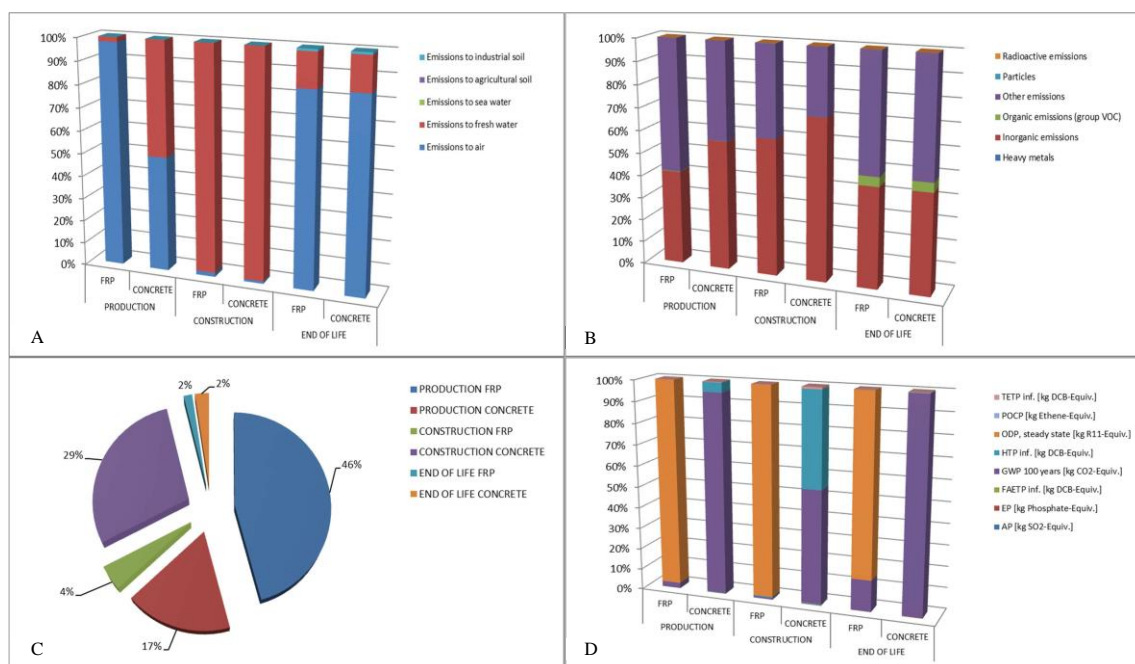 100%
90%
80%
70%
60%
50%
40%
30%
20%
10%
0%
FRP
CONCRETE
FRP
CONCRETE
FRP
CONCRETE
PRODUCTION
CONSTRUCTION
END OF LIFE
Emissions to industrial soil
Emissions to agricultural soil
Emissions to sea water
Emissions to fresh water
Emissions to air
A
100%
90%
80%
70%
60%
50%
40%
30%
20%
10%
0%
FRP
CONCRETE
FRP
CONCRETE
FRP
CONCRETE
PRODUCTION
CONSTRUCTION
END OF LIFE
Radioactive emissions
Particles
Other emissions
Organic emissions (group VOC)
Inorganic emissions
Heavy metals
B
2%
2%
29%
46%
4%
17%
PRODUCTION FRP
PRODUCTION CONCRETE
CONSTRUCTION FRP
CONSTRUCTION CONCRETE
END OF LIFE FRP
END OF LIFE CONCRETE
C
100%
90%
80%
70%
60%
50%
40%
30%
20%
10%
0%
FRP
CONCRETE
FRP
CONCRETE
FRP
CONCRETE
PRODUCTION
CONSTRUCTION
END OF LIFE
TETP inf. [kg DCB-Equiv.]
POCP [kg Ethene-Equiv.]
ODP, steady state [kg R11-Equiv.]
HTP inf. [kg DCB-Equiv.]
GWP 100 years [kg CO2-Equiv.]
FAETP inf. [kg DCB-Equiv.]
EP [kg Phosphate-Equiv.]
AP [kg SO2-Equiv.]
D